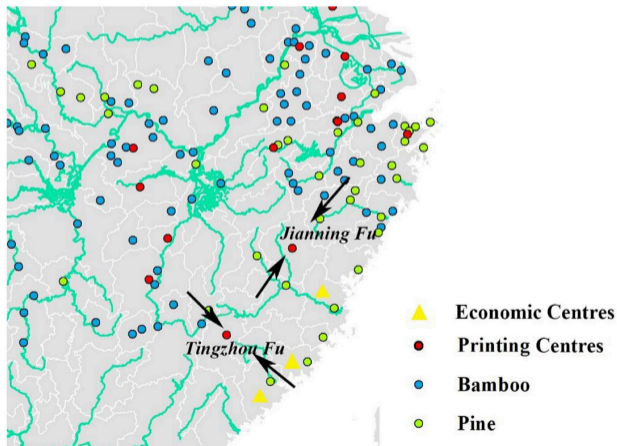 Jianning Fu
Tingzhou Fu
Economic Centres
Printing Centres
Bamboo
Pine